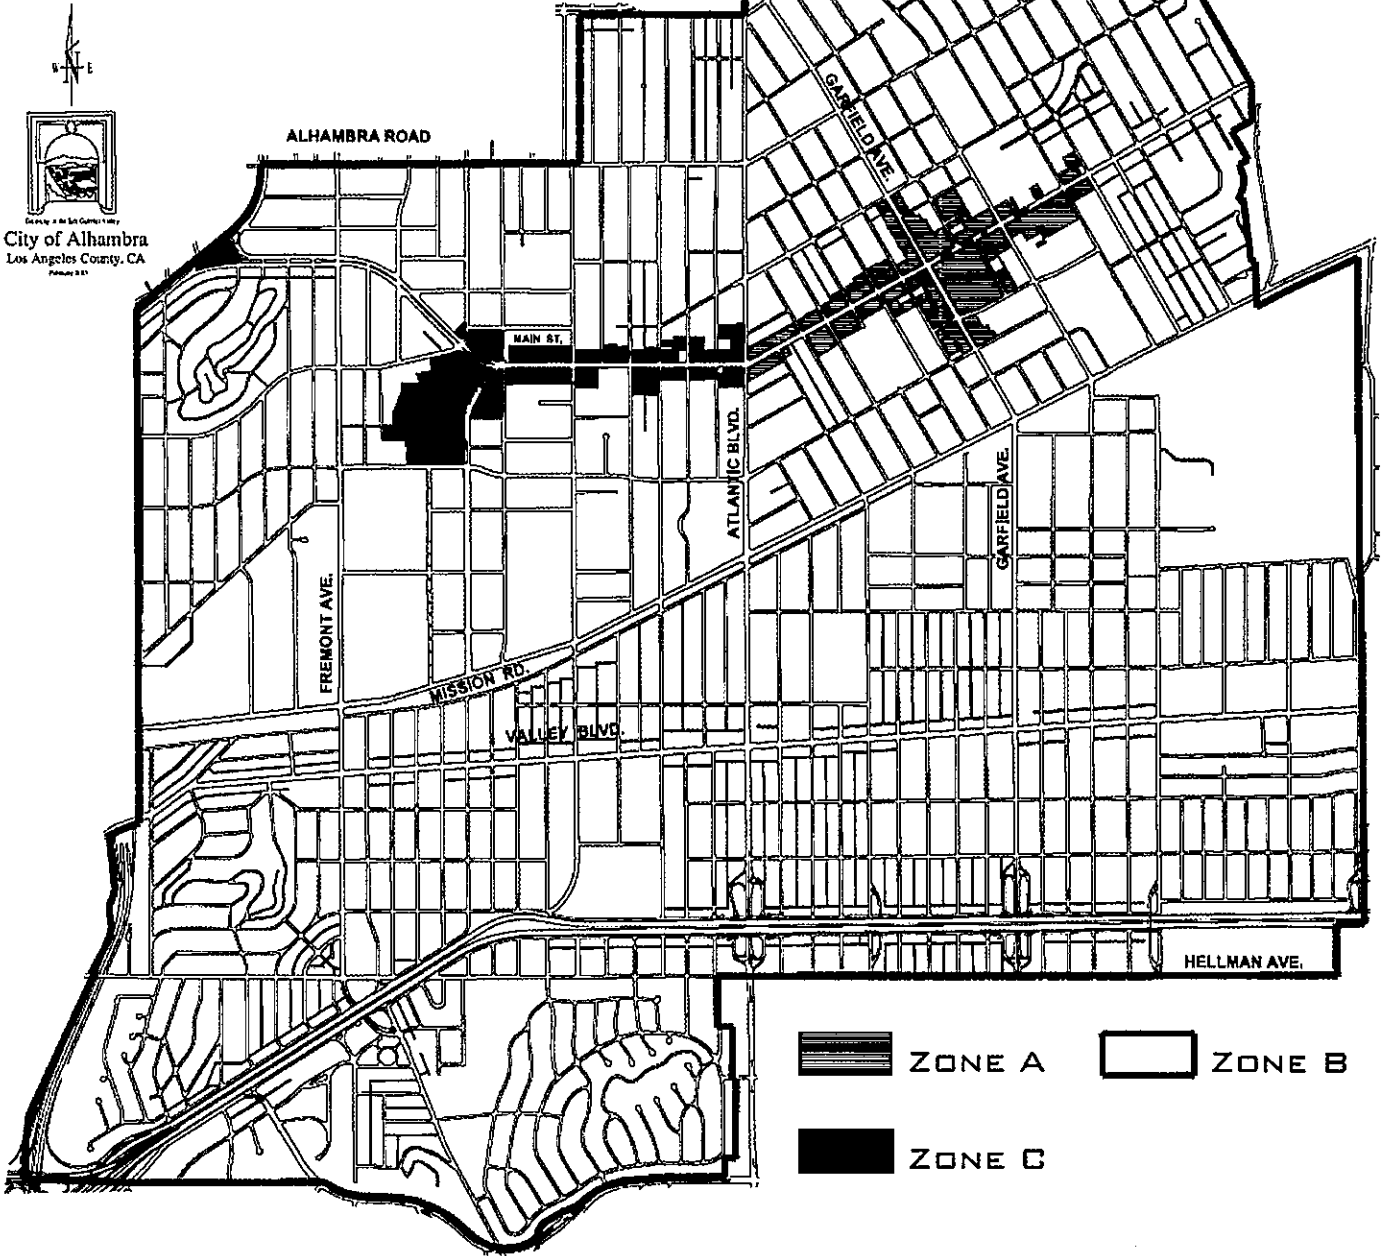 N
W E
City of Alhambra
Los Angeles County, CA
ALHAMBRA ROAD
GARFIELD AVE.
MAIN ST.
ATLANTIC BLVD.
GARFIELD AVE.
FREMONT AVE.
MISSION RD.
VALLEY BLVD.
HELLMAN AVE.
ZONE A
ZONE B
ZONE C